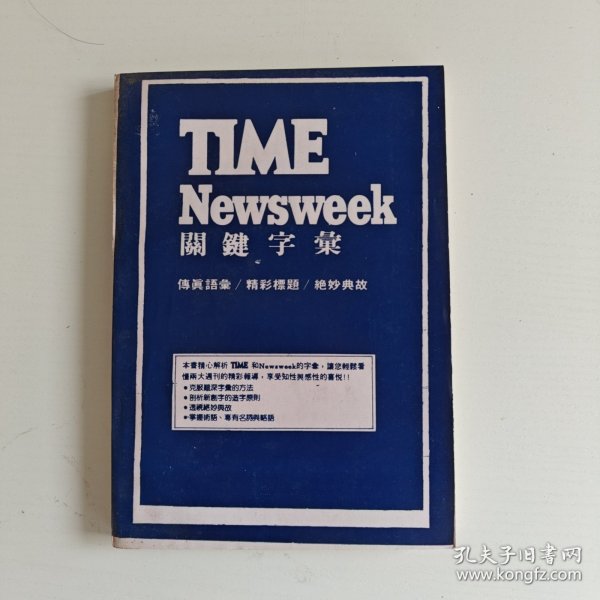 TIME
Newsweek
關鍵字彙
傳眞語彙/精彩標題/絕妙典故
本書精心解析 TIME 和Newsweek的字彙,讓您輕鬆看
懂兩大週刊的精彩報導,享受知性與感性的喜悅!!
●克服艱深字彙的方法
●剖析新創字的造字原則
●透視絕妙典故
●掌握術語、專有名詞與略語
孔夫子旧书网
www.kongfz.com